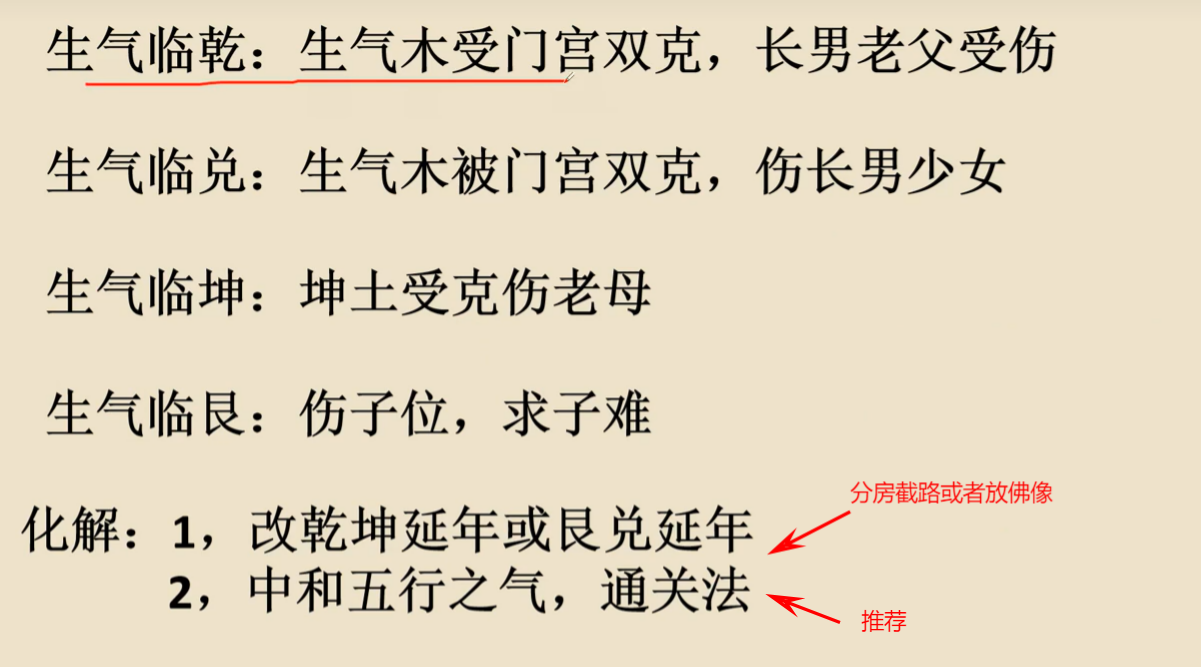 生气临乾：生气木受门宫双克，长男老父受伤
生气临兑：生气木被门宫双克，伤长男少女
生气临坤：坤土受克伤老母
生气临艮：伤子位，求子难
分房截路或者放佛像
化解：1，改乾坤延年或艮兑延年
2，中和五行之气，通关法
推荐